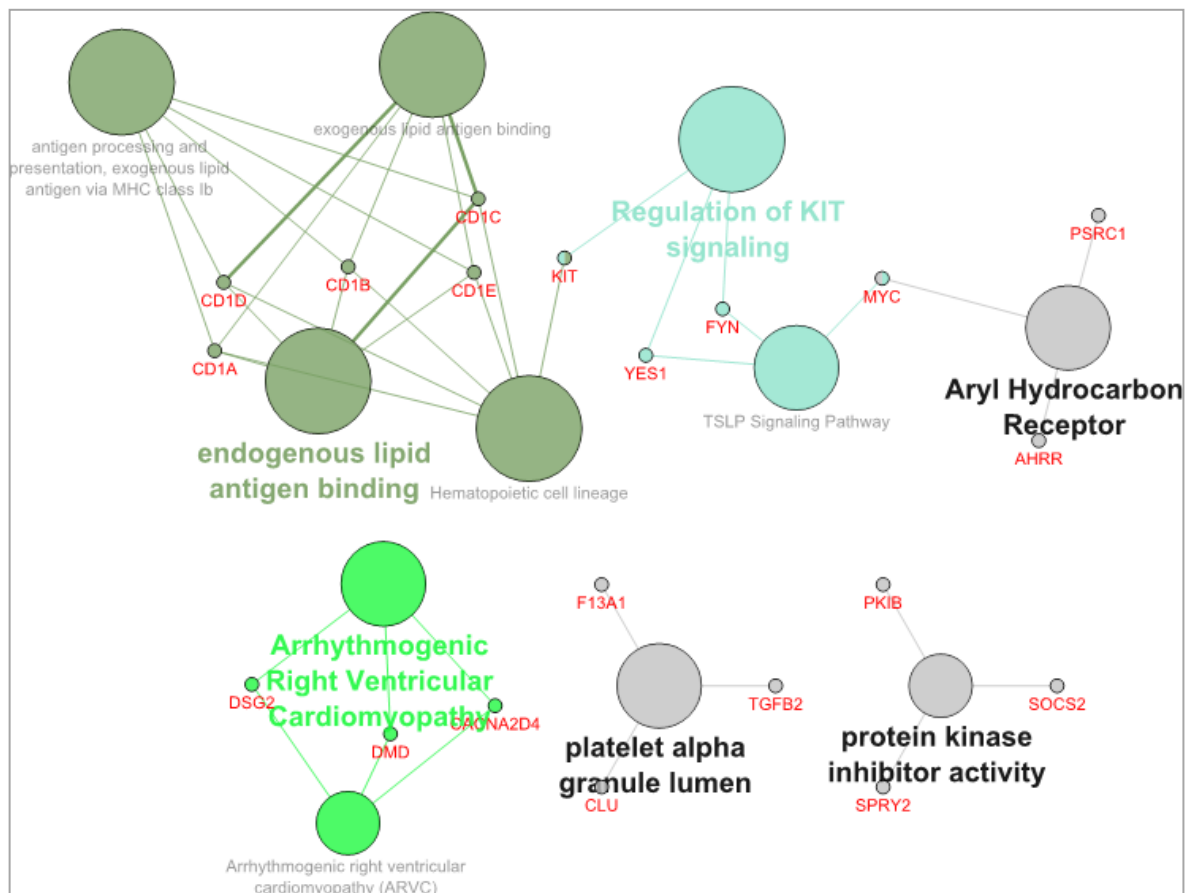 exogenous lipid antigen binding
antigen processing and
presentation, exogenous lipid
antigen via MHC class Ib
CD1C
CD1D
CD1B
CD1E
CD1A
endogenous lipid
antigen binding
Hematopoietic cell lineage
KIT
Regulation of KIT
signaling
FYN
YES1
MYC
TSLP Signaling Pathway
PSRC1
Aryl Hydrocarbon
Receptor
AHRR
Arrhythmogenic
Right Ventricular
Cardiomyopathy
DSG2
CACNA2D4
DMD
Arrhythmogenic right ventricular
cardiomyopathy (ARVC)
F13A1
TGFB2
platelet alpha
granule lumen
CLU
PKIB
SOCS2
protein kinase
inhibitor activity
SPRY2